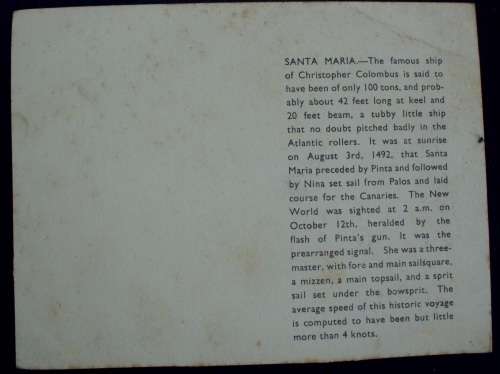 SANTA MARIA.—The famous ship
of Christopher Colombus is said to
have been of only 100 tons, and prob-
ably about 42 feet long at keel and
20 feet beam, a tubby little ship
that no doubt pitched badly in the
Atlantic rollers. It was at sunrise
on August 3rd, 1492, that Santa
Maria preceded by Pinta and followed
by Nina set sail from Palos and laid
course for the Canaries. The New
World was sighted at 2 a.m. on
October 12th, heralded by the
flash of Pinta's gun. It was the
prearranged signal. She was a three-
master, with fore and main sailsquare,
a mizzen, a main topsail, and a sprit
sail set under the bowsprit. The
average speed of this historic voyage
is computed to have been but little
more than 4 knots.